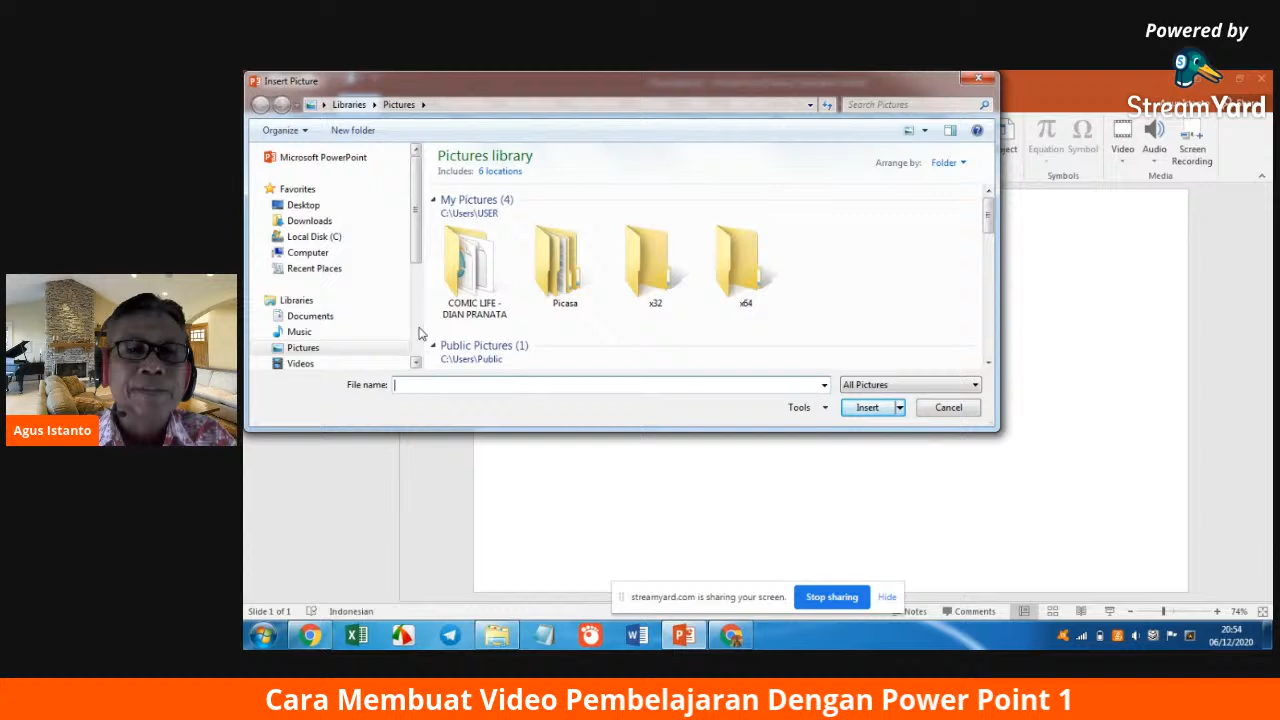 Powered by
StreamYard
Insert Picture
Libraries
Pictures
Search Pictures
Organize
New folder
Microsoft PowerPoint
Favorites
Desktop
Downloads
Local Disk (C)
Computer
Recent Places
Libraries
Documents
Music
Pictures
Videos
Pictures library
Includes: 6 locations
Arrange by: Folder
My Pictures (4)
C:\Users\USER
COMIC LIFE -
DIAN PRANATA
Picasa
x32
x64
Public Pictures (1)
C:\Users\Public
File name:
All Pictures
Tools
Insert
Cancel
Equation
Symbol
Video
Audio
Screen
Recording
Symbols
Media
Agus Istanto
streamyard.com is sharing your screen.
Stop sharing
Hide
Slide 1 of 1
Indonesian
Notes
Comments
74%
20:54
06/12/2020
Cara Membuat Video Pembelajaran Dengan Power Point 1